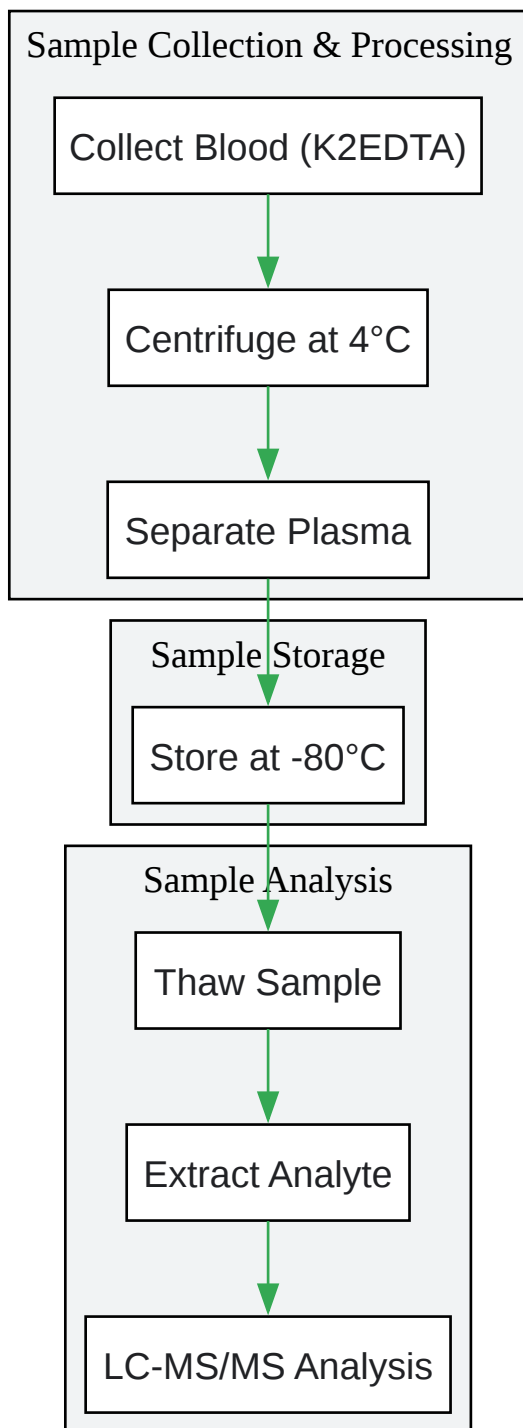 Sample Collection & Processing
Collect Blood (K2EDTA)
Centrifuge at 4°C
Separate Plasma
Sample Storage
Store at -80°C
Sample Analysis
Thaw Sample
Extract Analyte
LC-MS/MS Analysis